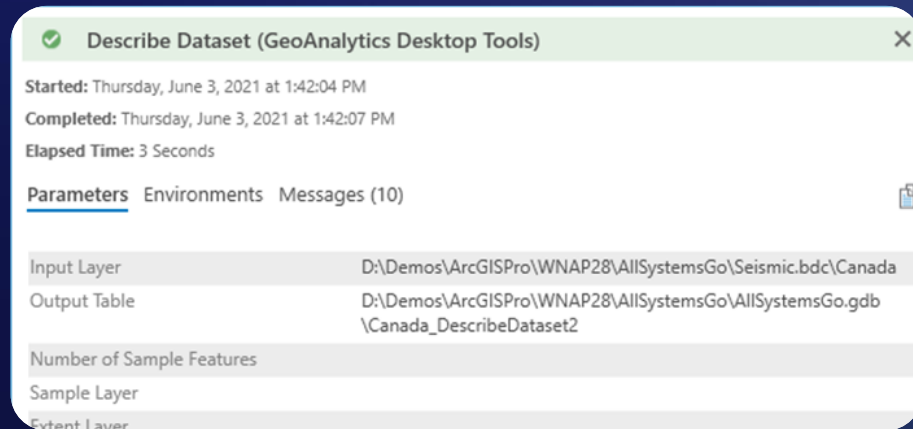 Describe Dataset (GeoAnalytics Desktop Tools)
Started: Thursday, June 3, 2021 at 1:42:04 PM
Completed: Thursday, June 3, 2021 at 1:42:07 PM
Elapsed Time: 3 Seconds
Parameters Environments Messages (10)
Input Layer D:\Demos\ArcGISPro\WNAP28\AllSystemsGo\Seismic.bdc\Canada
Output Table D:\Demos\ArcGISPro\WNAP28\AllSystemsGo\AllSystemsGo.gdb
\Canada_DescribeDataset2
Number of Sample Features
Sample Layer
Extent Layer